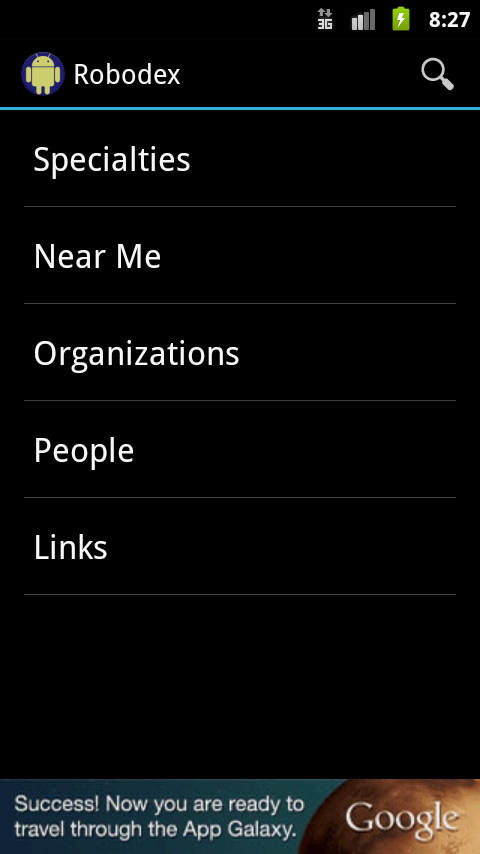 3G 8:27
Robodex
Specialties
Near Me
Organizations
People
Links
Success! Now you are ready to
travel through the App Galaxy.
Google